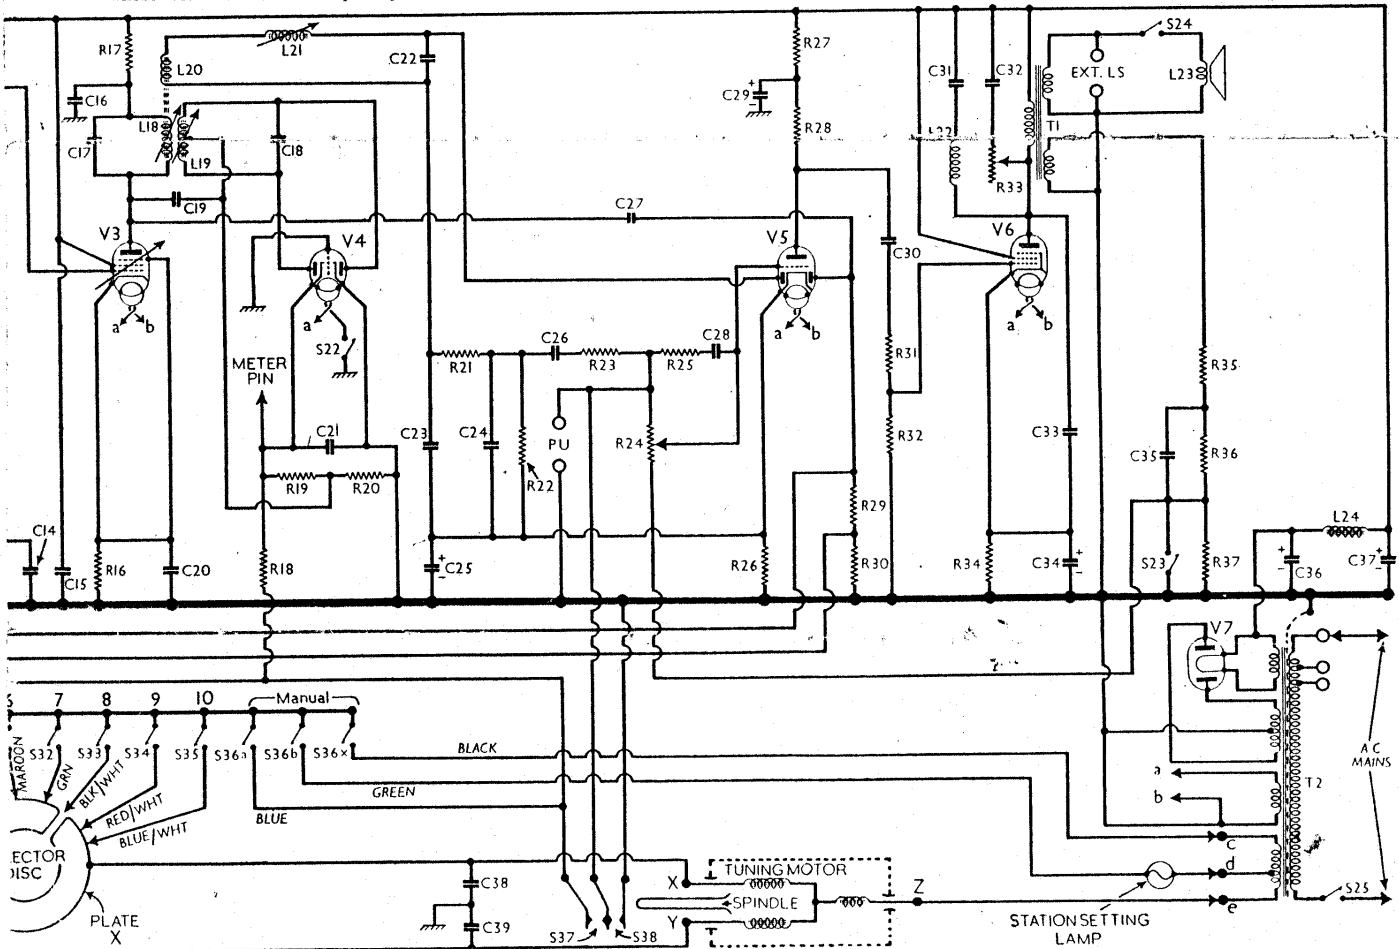 R17
L21
L20
C22
R27
C31
C32
S24
EXT. LS
L23
C16
C29
+
-
C17
L18
L19
C18
R28
T1
R33
C19
C27
V3
V4
V5
V6
C30
a
b
a
S22
a
b
a
b
METER
PIN
R21
C26
R23
R25
C28
R31
R35
C21
C23
C24
R22
PU
R24
R32
C33
C35
R36
R19
R20
R29
C14
C15
R16
C20
R18
+
-
C25
R26
R30
R34
C34
+
-
S23
R37
L24
+
-
C36
C37
+
-
V7
6
7
8
9
10
Manual
MAROON
S32
S33
S34
S35
S36a
S36b
S36x
GRN
BLK/WHT
RED/WHT
BLUE/WHT
BLACK
GREEN
BLUE
a
b
T2
AC
MAINS
LECTOR
DISC
PLATE
X
C38
C39
S37
S38
X
Y
TUNING MOTOR
SPINDLE
Z
c
d
e
STATION SETTING
LAMP
S25